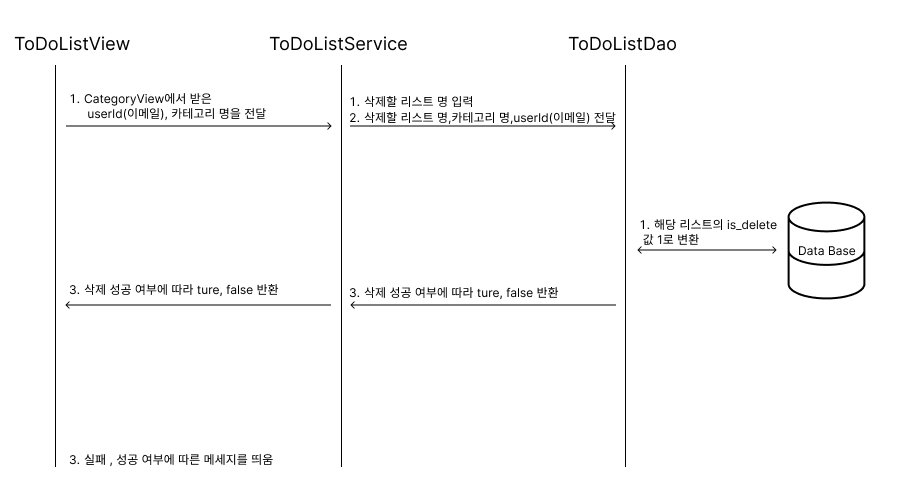 ToDoListView
ToDoListService
ToDoListDao
1. CategoryView에서 받은
userId(이메일), 카테고리 명을 전달
1. 삭제할 리스트 명 입력
2. 삭제할 리스트 명,카테고리 명,userId(이메일) 전달
1. 해당 리스트의 is_delete
값 1로 변환
Data Base
3. 삭제 성공 여부에 따라 ture, false 반환
3. 삭제 성공 여부에 따라 ture, false 반환
3. 실패 , 성공 여부에 따른 메세지를 띄움